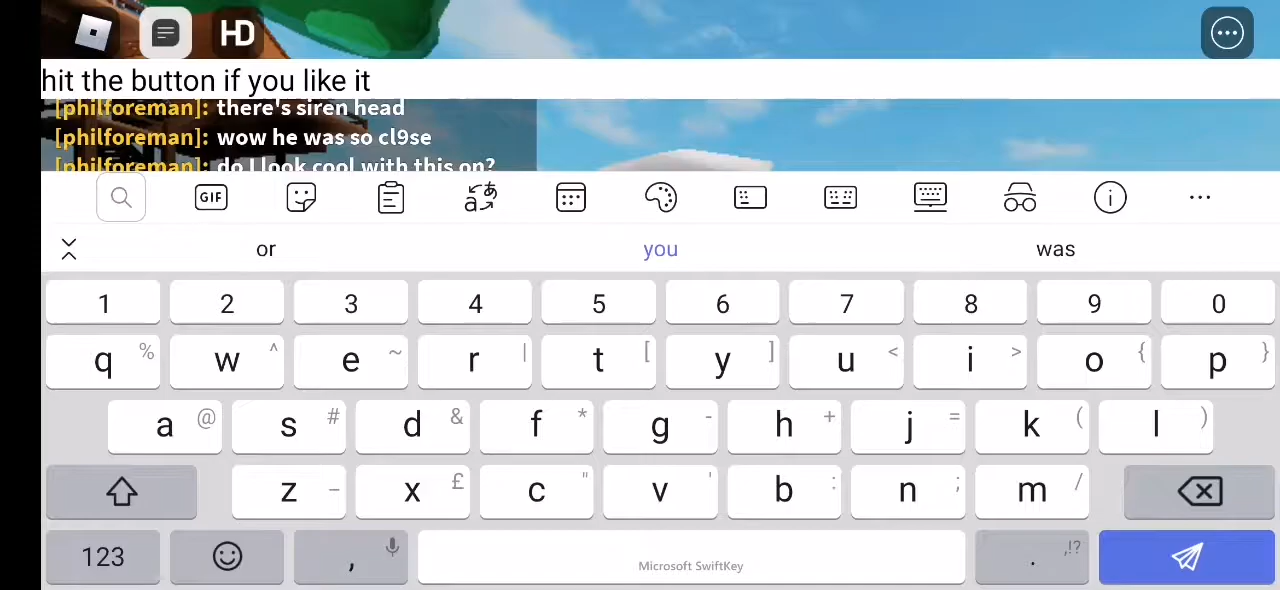 HD
hit the button if you like it
[philforeman]: there's siren head
[philforeman]: wow he was so cl9se
[philforeman]: do I look cool with this on?
GIF
or you was
1 2 3 4 5 6 7 8 9 0
q % w ^ e ~ r | t [ y ] u < i > o { p }
a @ s # d & f * g - h + j = k ( l )
z _ x £ c " v ' b : n ; m /
123 , Microsoft SwiftKey . ,!?